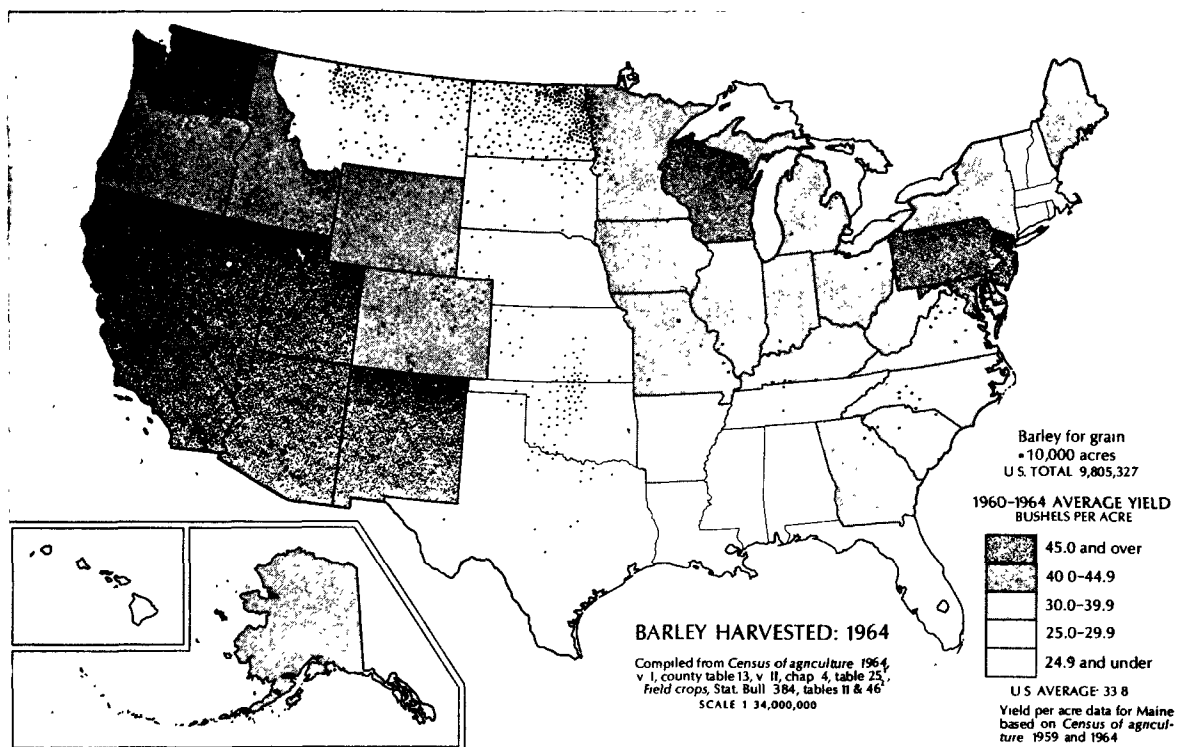 Barley for grain
• 10,000 acres
U.S. TOTAL 9,805,327
1960–1964 AVERAGE YIELD
BUSHELS PER ACRE
45.0 and over
40 0–44.9
30.0–39.9
25.0–29.9
24.9 and under
U S AVERAGE· 33 8
Yield per acre data for Maine
based on Census of agricul-
ture 1959 and 1964
BARLEY HARVESTED: 1964
Compiled from Census of agriculture 1964,
v I, county table 13, v II, chap 4, table 25,
Field crops, Stat. Bull 384, tables 11 & 46
SCALE 1 34,000,000